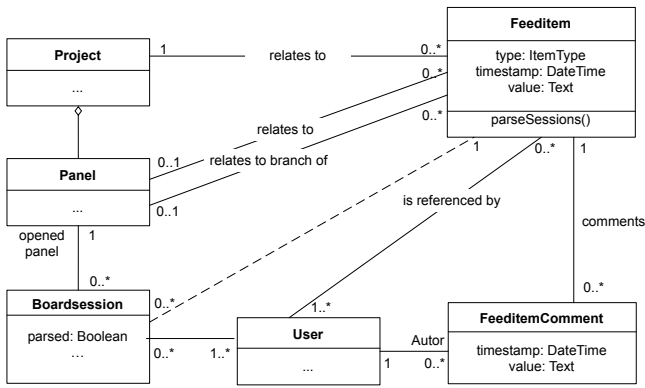 Feeditem
type: ItemType
timestamp: DateTime
value: Text
parseSessions()
Project
...
1
relates to
0..*
0..*
relates to
0..1
0..*
relates to branch of
0..1
Panel
...
opened
panel
1
0..*
1
0..*
1
0..*
is referenced by
1..*
comments
0..*
Boardsession
parsed: Boolean
...
0..*
1..*
User
...
Autor
1
0..*
FeeditemComment
timestamp: DateTime
value: Text